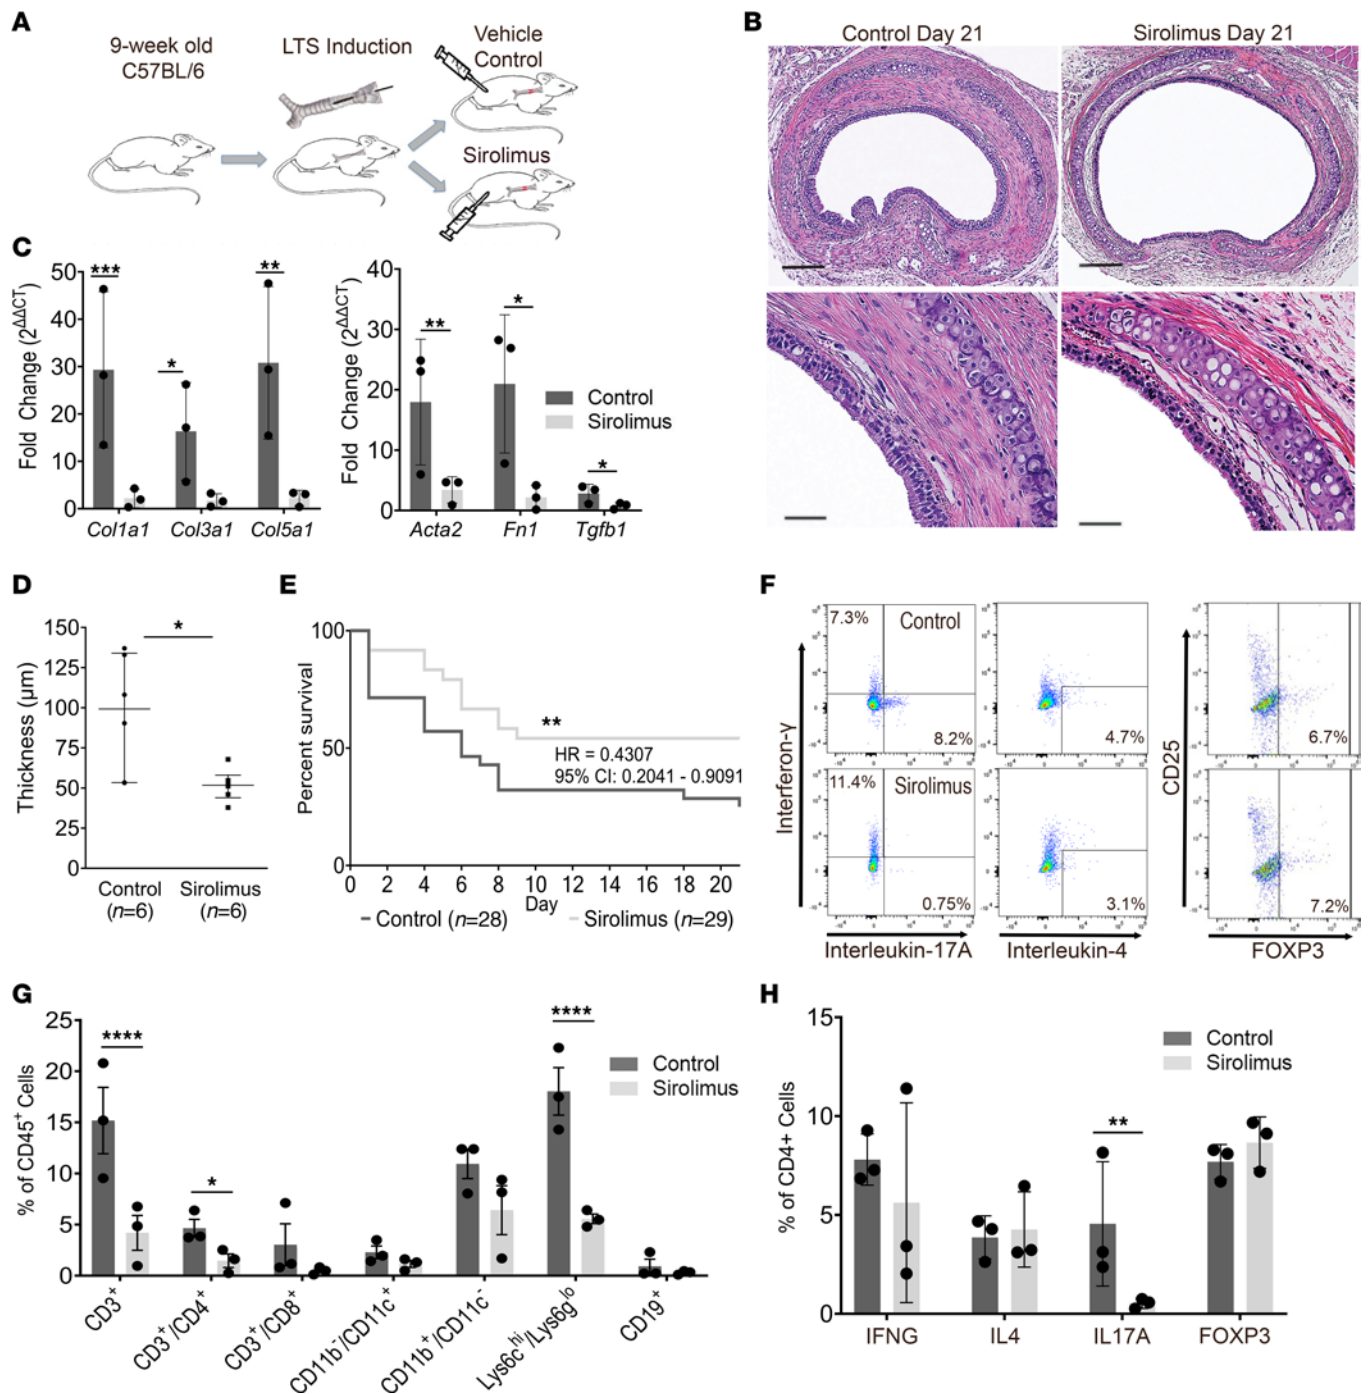 A
9-week old
C57BL/6
LTS Induction
Vehicle
Control
Sirolimus
B
Control Day 21
Sirolimus Day 21
C
Fold Change (2^ΔΔCT)
50
40
30
20
10
0
***
*
**
Col1a1 Col3a1 Col5a1
Fold Change (2^ΔΔCT)
40
30
20
10
0
**
*
*
Control
Sirolimus
Acta2 Fn1 Tgfb1
D
Thickness (µm)
150
125
100
75
50
25
0
*
Control
(n=6)
Sirolimus
(n=6)
E
Percent survival
100
50
0
**
HR = 0.4307
95% CI: 0.2041 - 0.9091
0 2 4 6 8 10 12 14 16 18 20
Day
Control (n=28) Sirolimus (n=29)
F
Interferon-γ
7.3%
Control
8.2%
4.7%
11.4%
Sirolimus
0.75%
3.1%
Interleukin-17A
Interleukin-4
CD25
6.7%
7.2%
FOXP3
G
% of CD45⁺ Cells
25
20
15
10
5
0
****
*
****
Control
Sirolimus
CD3⁺
CD3⁺/CD4⁺
CD3⁺/CD8⁺
CD11b⁻/CD11c⁺
CD11b⁺/CD11c⁻
Lys6c^hi/Lys6g^lo
CD19⁺
H
% of CD4+ Cells
15
10
5
0
**
Control
Sirolimus
IFNG IL4 IL17A FOXP3